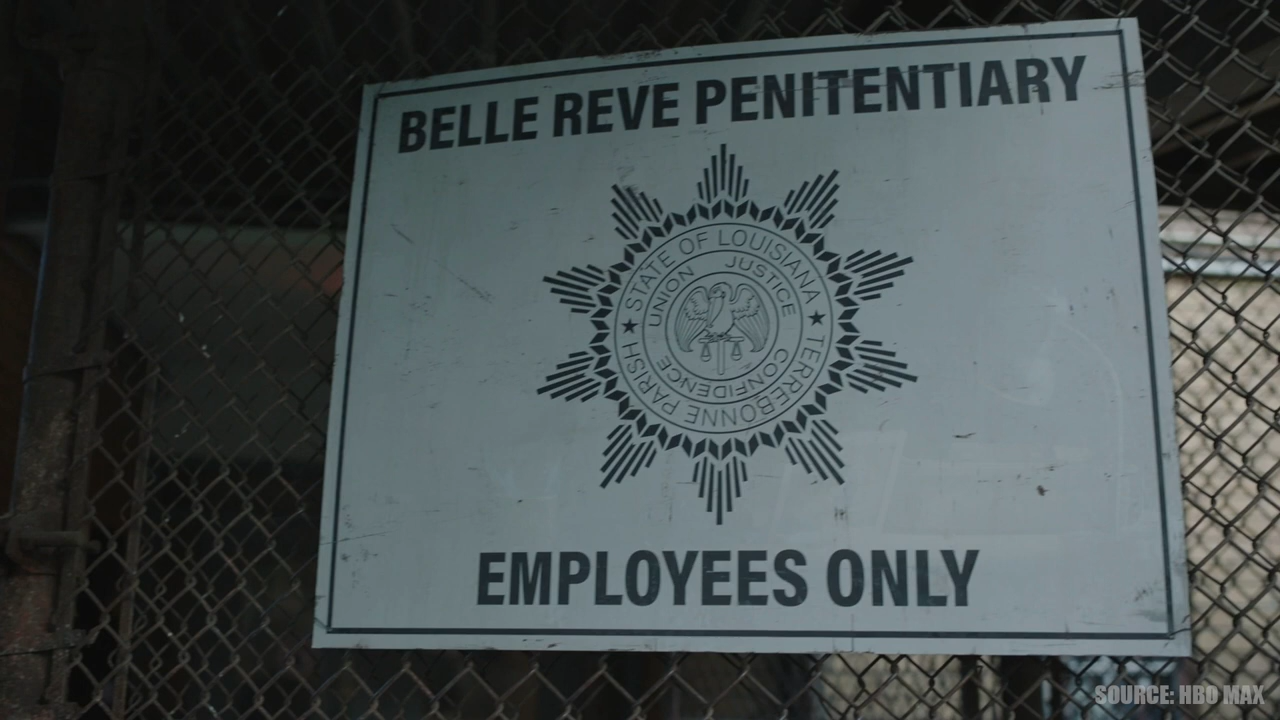 BELLE REVE PENITENTIARY
STATE OF LOUISIANA
UNION JUSTICE
CONFIDENCE
TERREBONNE PARISH
EMPLOYEES ONLY
SOURCE: HBO MAX